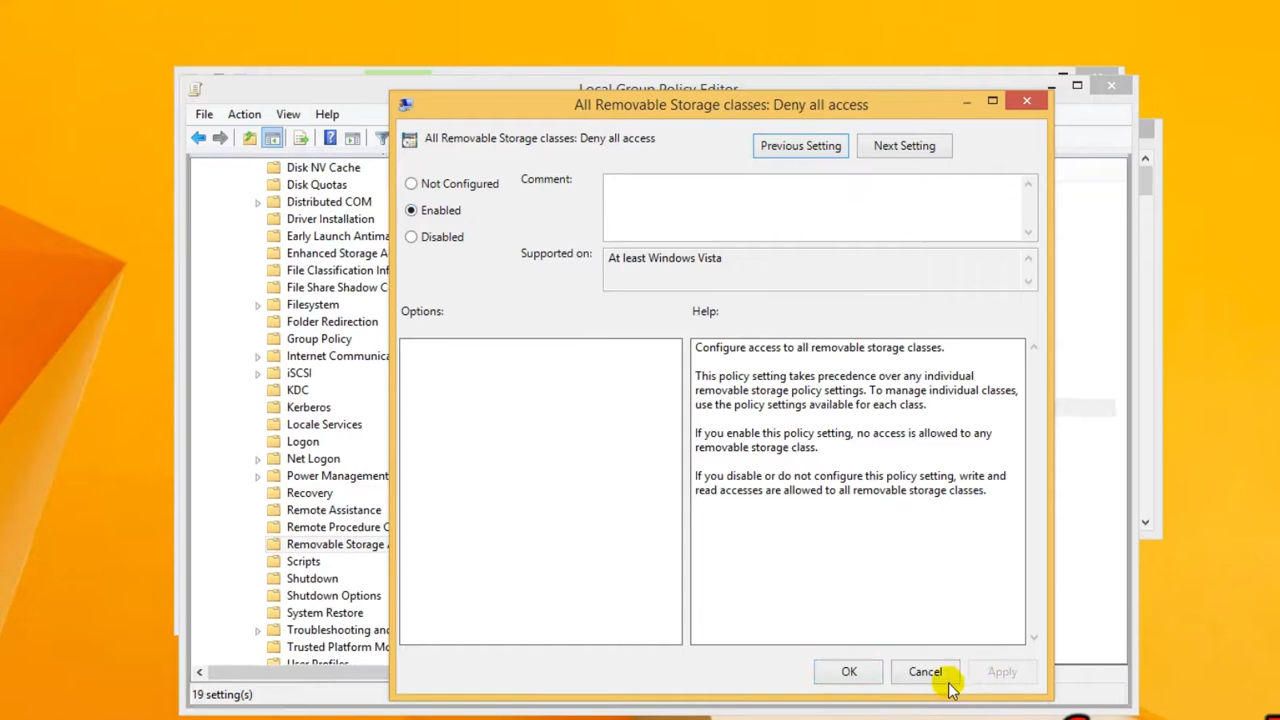 Local Group Policy Editor
All Removable Storage classes: Deny all access
File Action View Help
All Removable Storage classes: Deny all access
Previous Setting
Next Setting
Not Configured
Enabled
Disabled
Comment:
Supported on:
At least Windows Vista
Options:
Help:
Configure access to all removable storage classes.
This policy setting takes precedence over any individual
removable storage policy settings. To manage individual classes,
use the policy settings available for each class.
If you enable this policy setting, no access is allowed to any
removable storage class.
If you disable or do not configure this policy setting, write and
read accesses are allowed to all removable storage classes.
OK
Cancel
Apply
Disk NV Cache
Disk Quotas
Distributed COM
Driver Installation
Early Launch Antima
Enhanced Storage A
File Classification Inf
File Share Shadow C
Filesystem
Folder Redirection
Group Policy
Internet Communica
iSCSI
KDC
Kerberos
Locale Services
Logon
Net Logon
Power Management
Recovery
Remote Assistance
Remote Procedure C
Removable Storage A
Scripts
Shutdown
Shutdown Options
System Restore
Troubleshooting and
Trusted Platform Mo
User Profiles
19 setting(s)